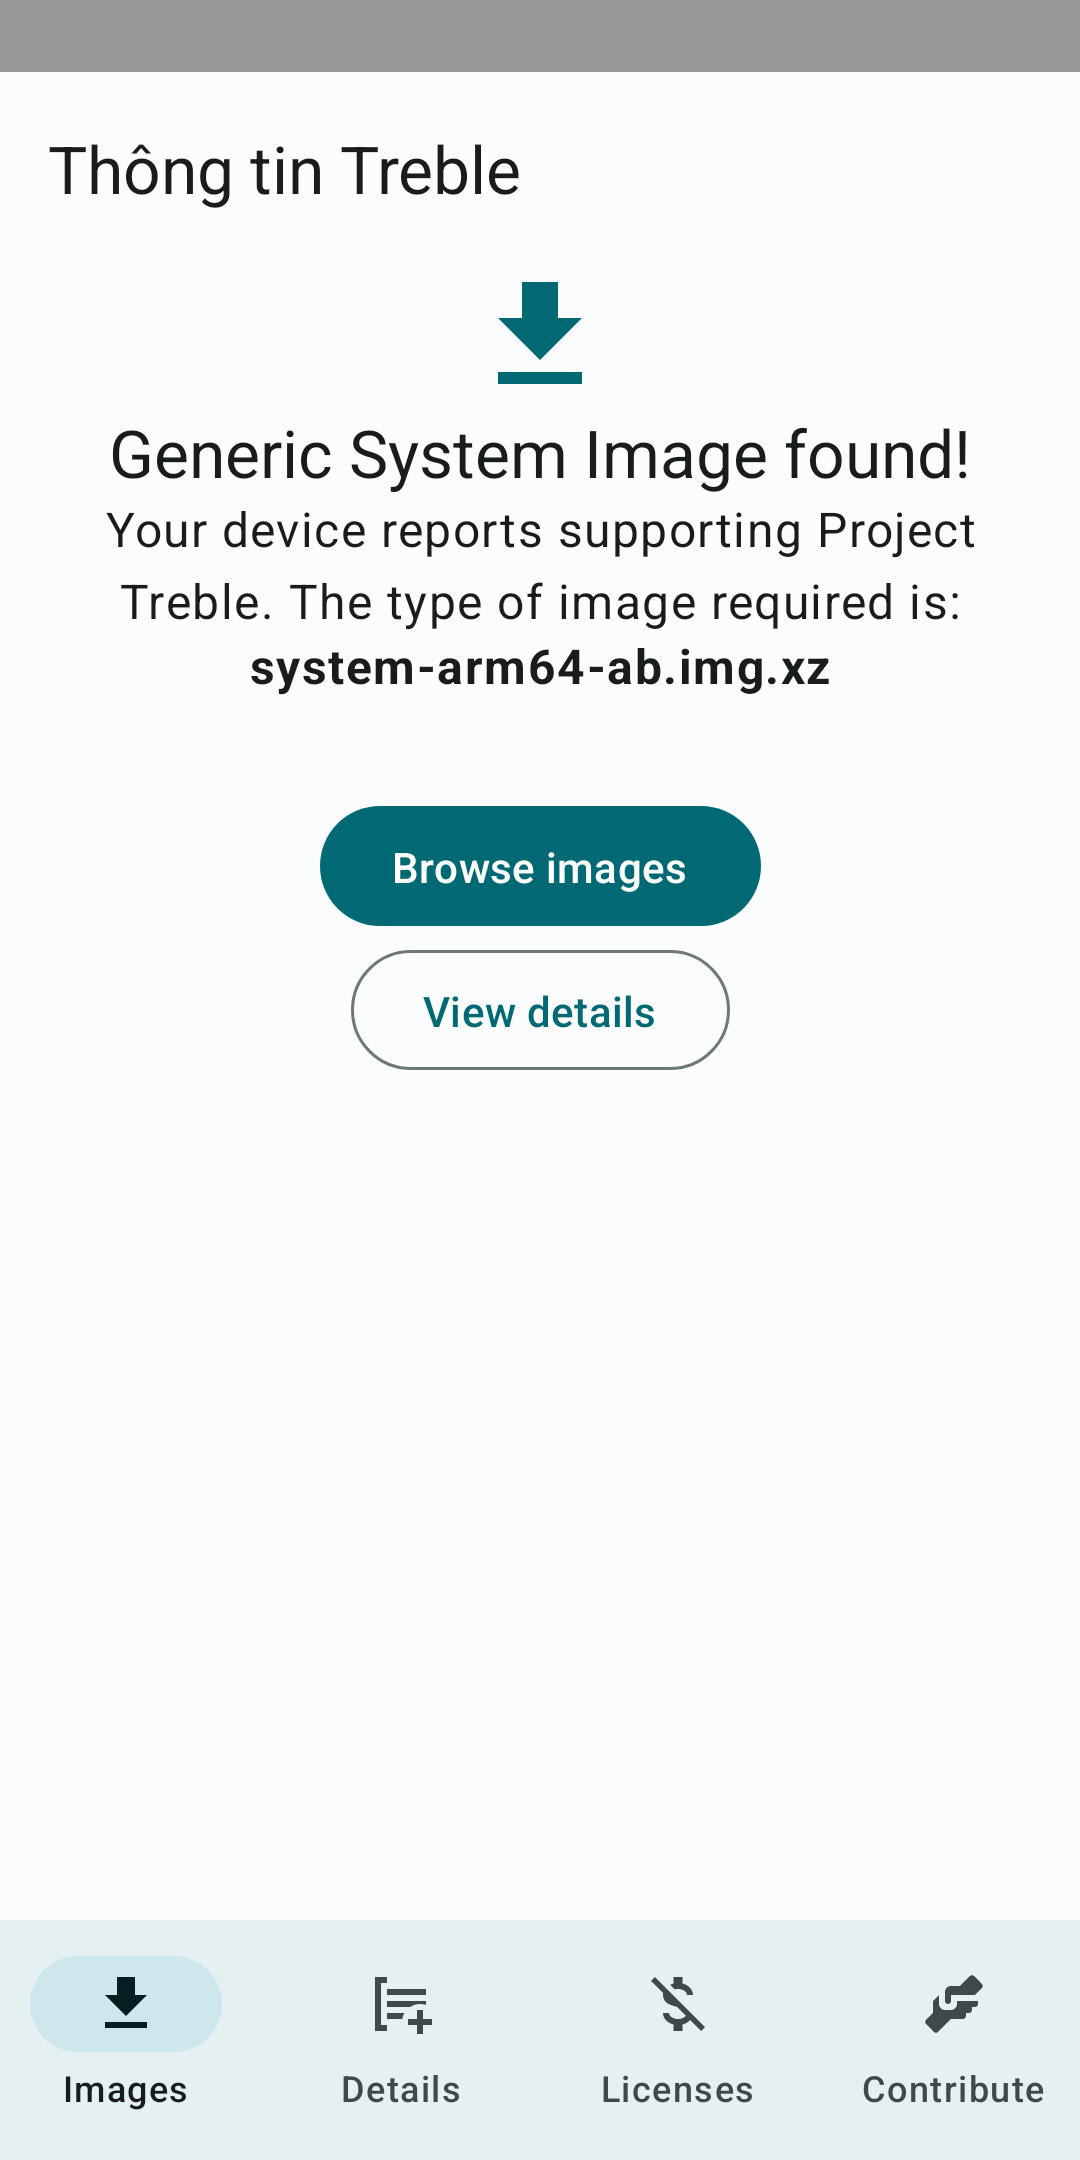 Thông tin Treble
Generic System Image found!
Your device reports supporting Project
Treble. The type of image required is:
system-arm64-ab.img.xz
Browse images
View details
Images
Details
Licenses
Contribute